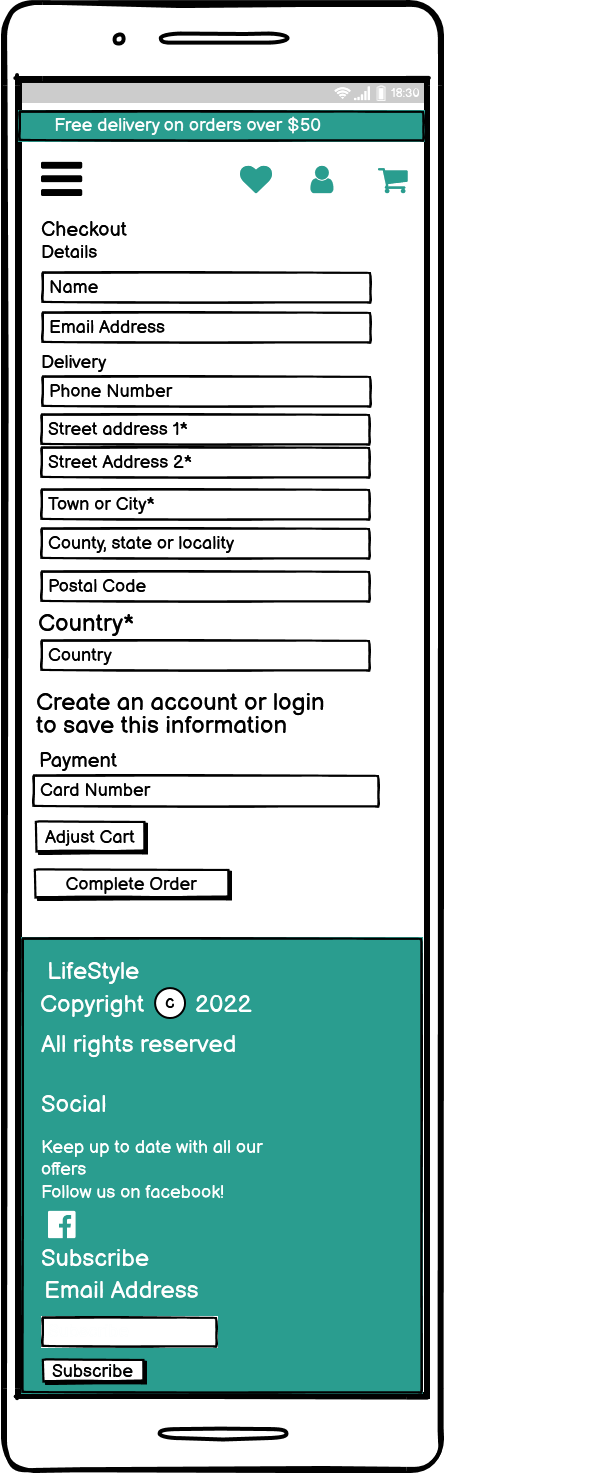 18:30
Free delivery on orders over $50
Checkout
Details
Name
Email Address
Delivery
Phone Number
Street address 1*
Street Address 2*
Town or City*
County, state or locality
Postal Code
Country*
Country
Create an account or login
to save this information
Payment
Card Number
Adjust Cart
Complete Order
LifeStyle
Copyright c 2022
All rights reserved
Social
Keep up to date with all our
offers
Follow us on facebook!
Subscribe
Email Address
Subscribe